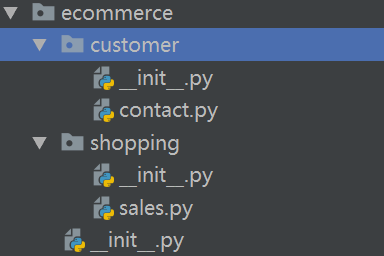 ecommerce
customer
__init__.py
contact.py
shopping
__init__.py
sales.py
__init__.py